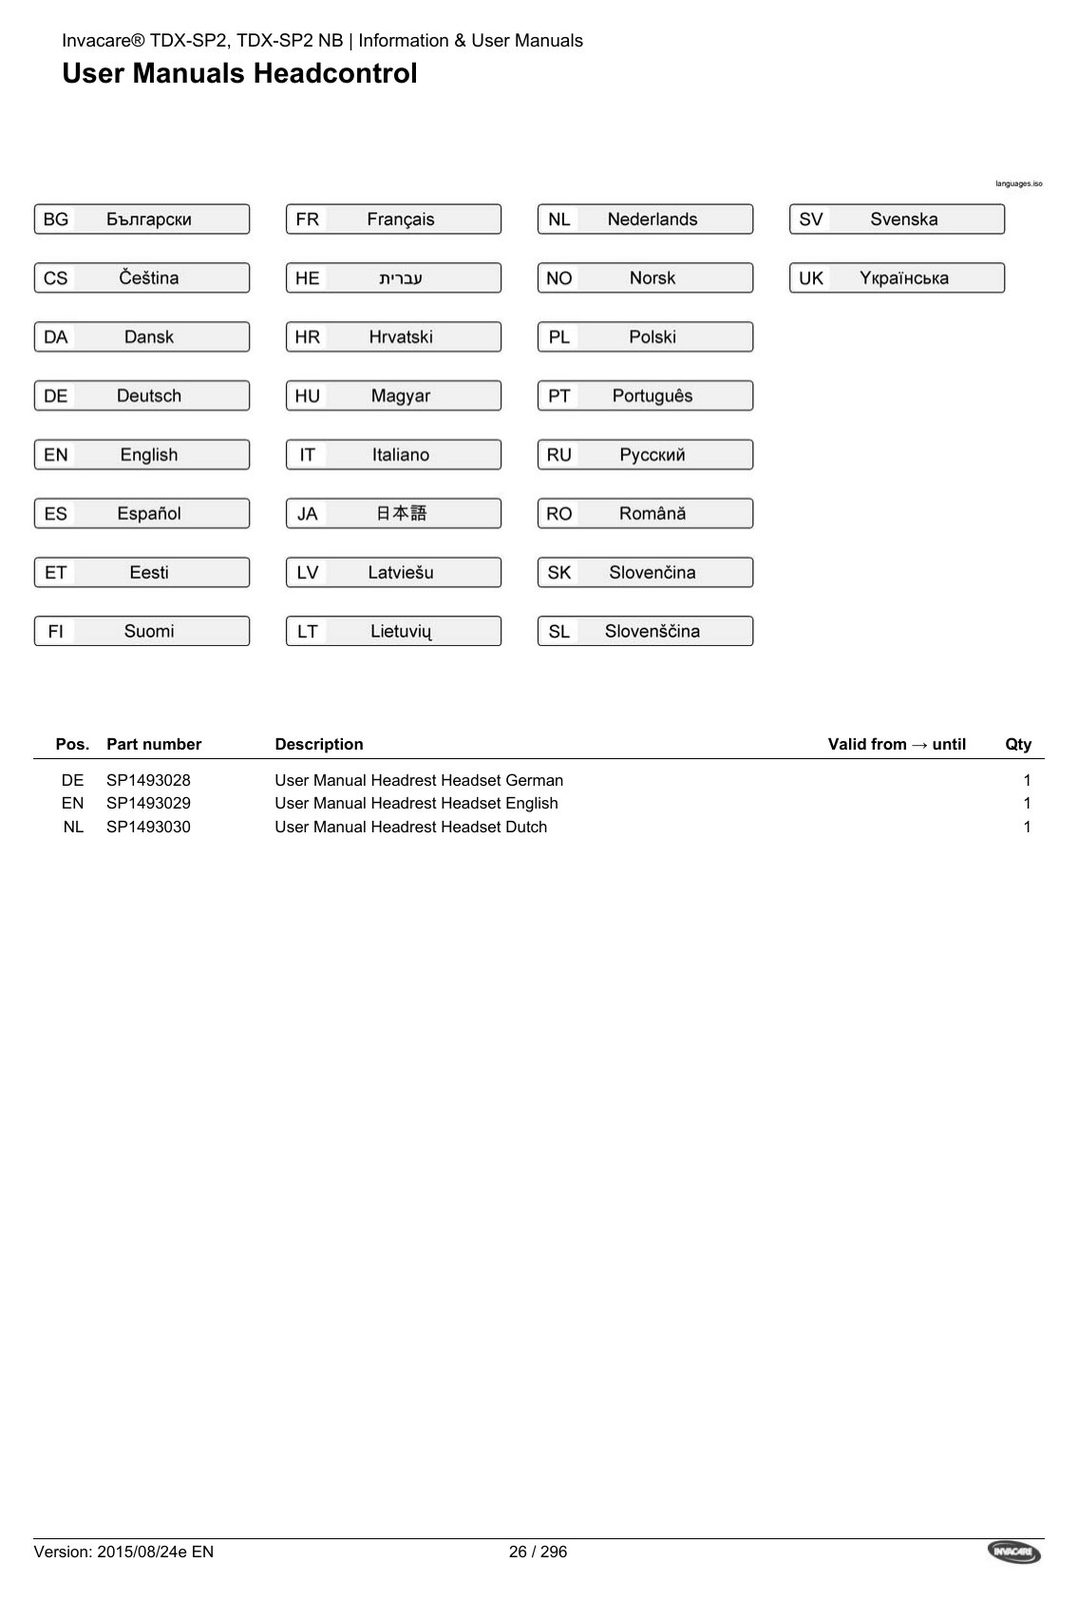 Invacare® TDX-SP2, TDX-SP2 NB | Information & User Manuals
User Manuals Headcontrol
languages.iso
BG Български FR Français NL Nederlands SV Svenska
CS Čeština HE עברית NO Norsk UK Yкраїнська
DA Dansk HR Hrvatski PL Polski
DE Deutsch HU Magyar PT Português
EN English IT Italiano RU Русский
ES Español JA 日本語 RO Română
ET Eesti LV Latviešu SK Slovenčina
FI Suomi LT Lietuvių SL Slovenščina
Pos. Part number Description Valid from → until Qty
DE SP1493028 User Manual Headrest Headset German 1
EN SP1493029 User Manual Headrest Headset English 1
NL SP1493030 User Manual Headrest Headset Dutch 1
Version: 2015/08/24e EN 26 / 296 INVACARE